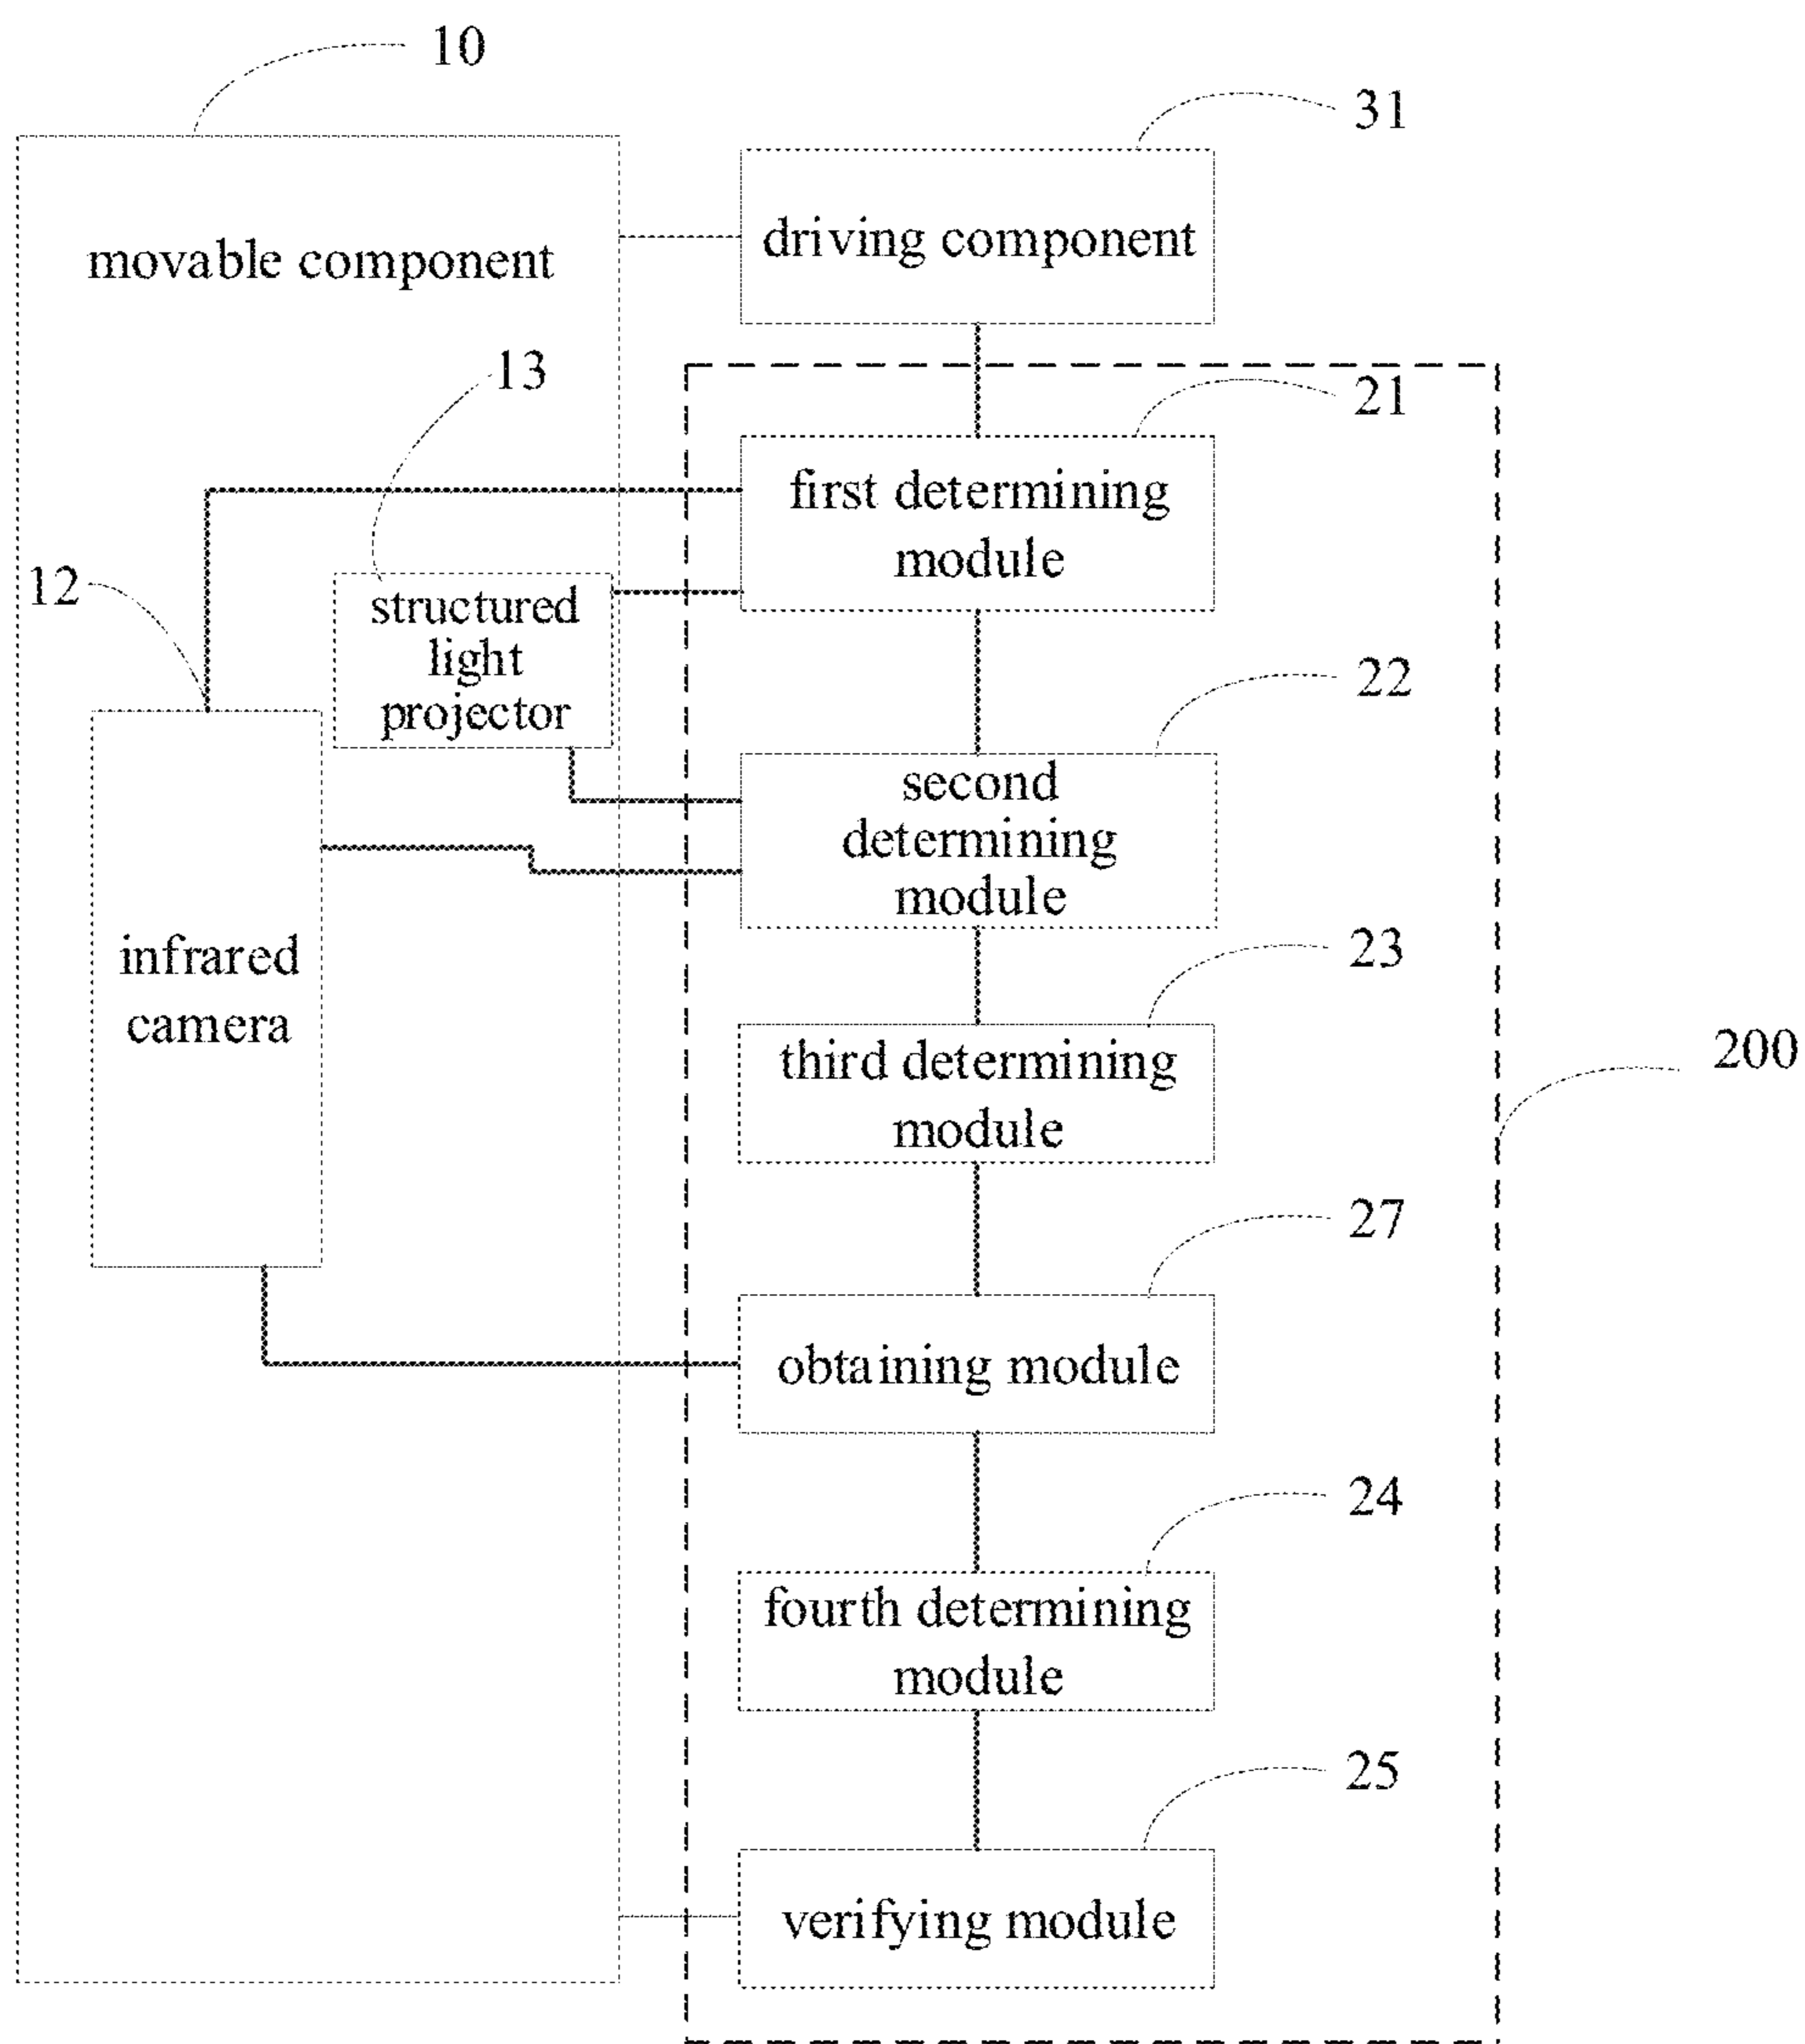 10
31
driving component
movable component
13
21
first determining
module
12
structured
light
projector
22
second
determining
module
23
infrared
camera
third determining
module
200
27
obtaining module
24
fourth determining
module
25
verifying module